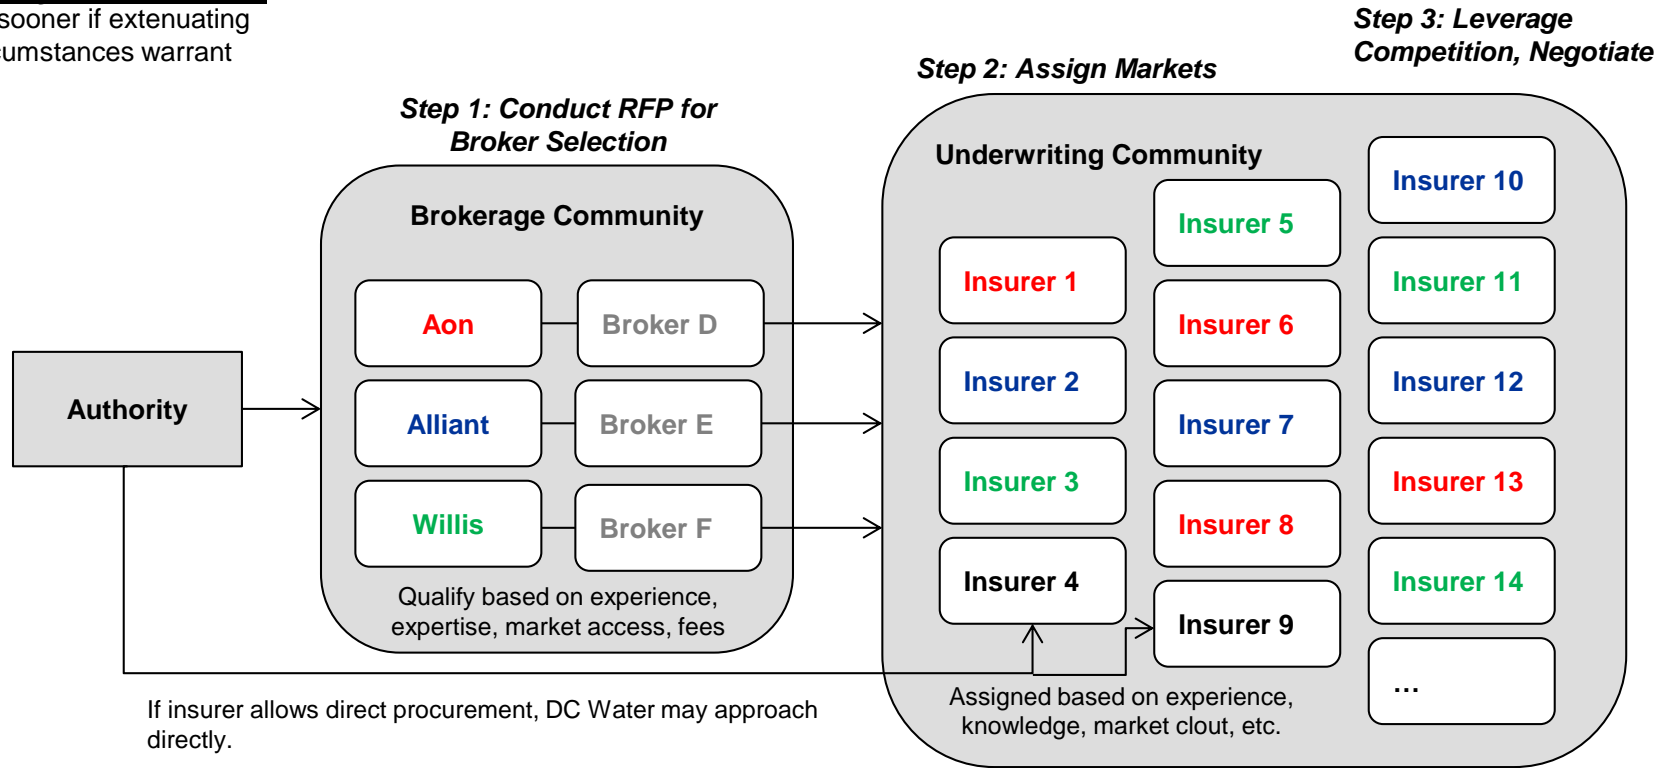 sooner if extenuating
cumstances warrant
Step 3: Leverage
Competition, Negotiate
Step 2: Assign Markets
Step 1: Conduct RFP for
Broker Selection
Brokerage Community
Aon
Broker D
Alliant
Broker E
Willis
Broker F
Qualify based on experience,
expertise, market access, fees
Authority
If insurer allows direct procurement, DC Water may approach
directly.
Underwriting Community
Insurer 1
Insurer 2
Insurer 3
Insurer 4
Insurer 5
Insurer 6
Insurer 7
Insurer 8
Insurer 9
Insurer 10
Insurer 11
Insurer 12
Insurer 13
Insurer 14
...
Assigned based on experience,
knowledge, market clout, etc.